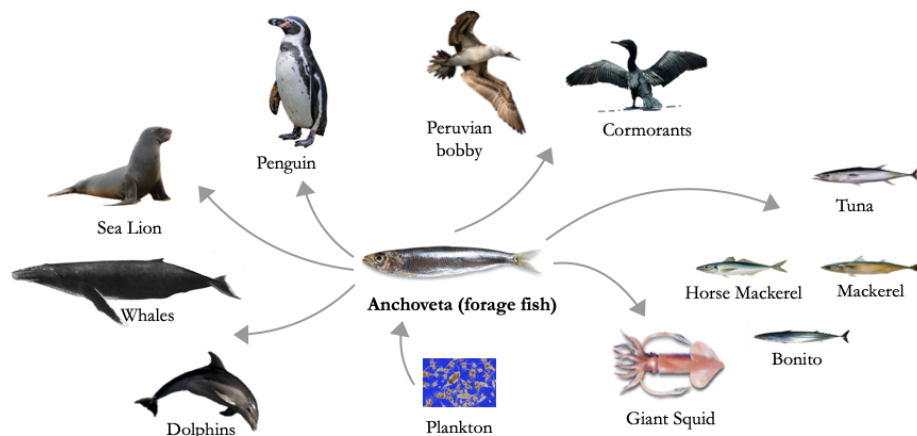 Penguin
Peruvian
bobby
Cormorants
Sea Lion
Tuna
Whales
Anchoveta (forage fish)
Horse Mackerel
Mackerel
Bonito
Dolphins
Plankton
Giant Squid